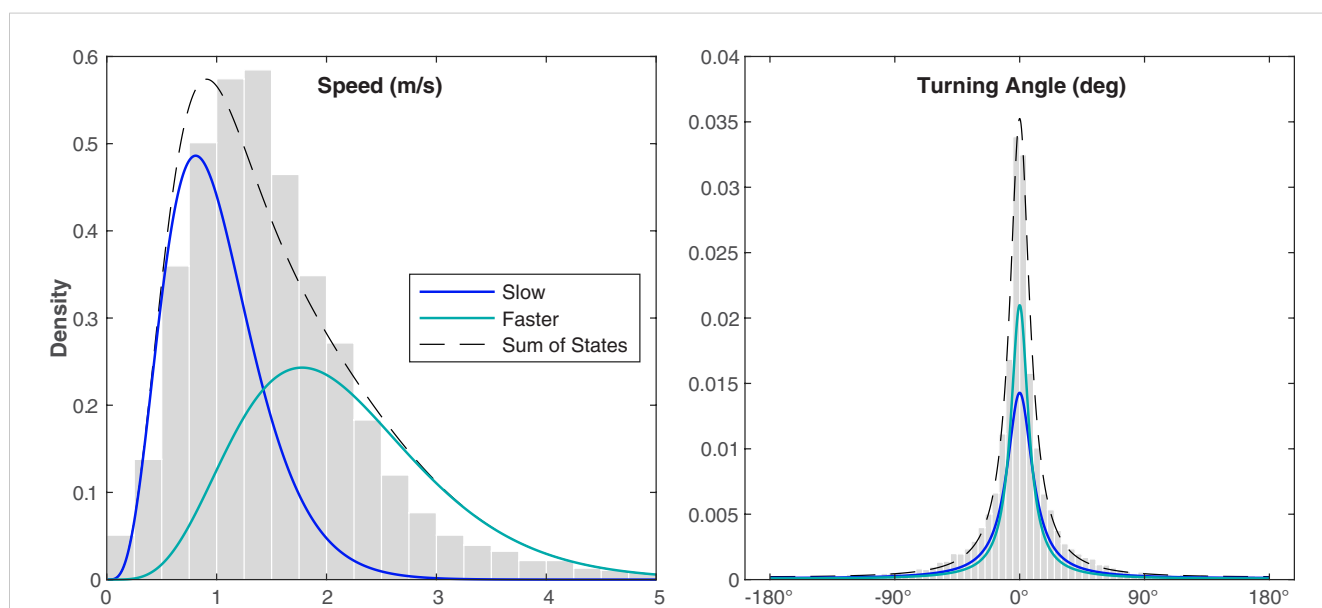 Speed (m/s)
0.6
0.5
0.4
0.3
0.2
0.1
0
Density
Slow
Faster
Sum of States
0 1 2 3 4 5
Turning Angle (deg)
0.04
0.035
0.03
0.025
0.02
0.015
0.01
0.005
0
-180° -90° 0° 90° 180°